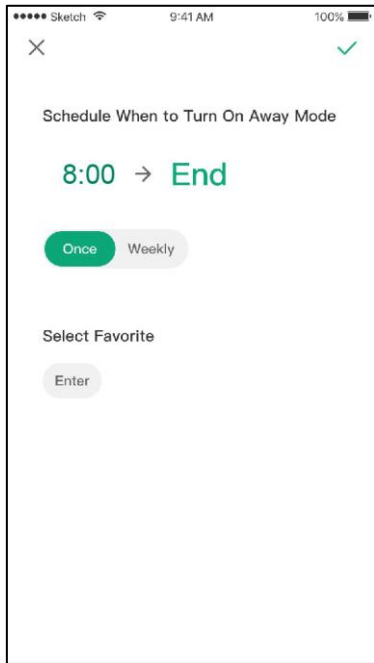 Sketch 9:41 AM 100%
Schedule When to Turn On Away Mode
8:00 → End
Once Weekly
Select Favorite
Enter